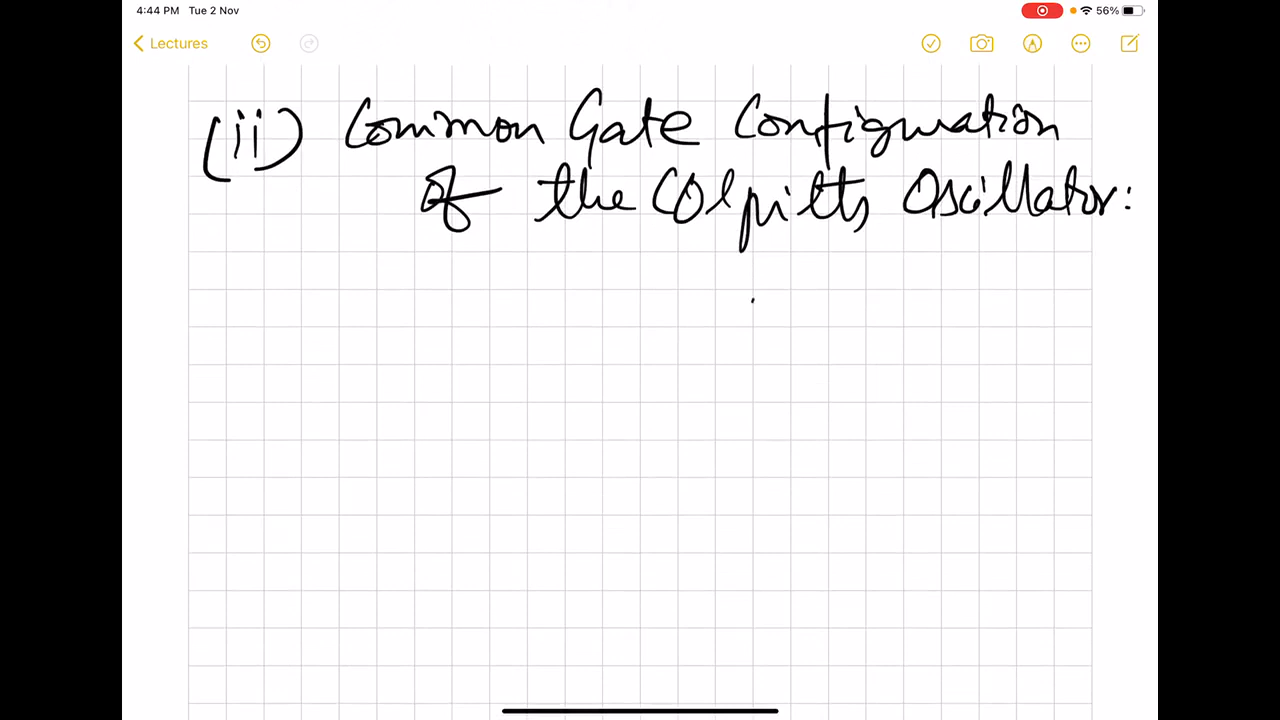 4:44 PM Tue 2 Nov 56%
Lectures
(ii) Common Gate Configuration
of the Colpitts Oscillator: